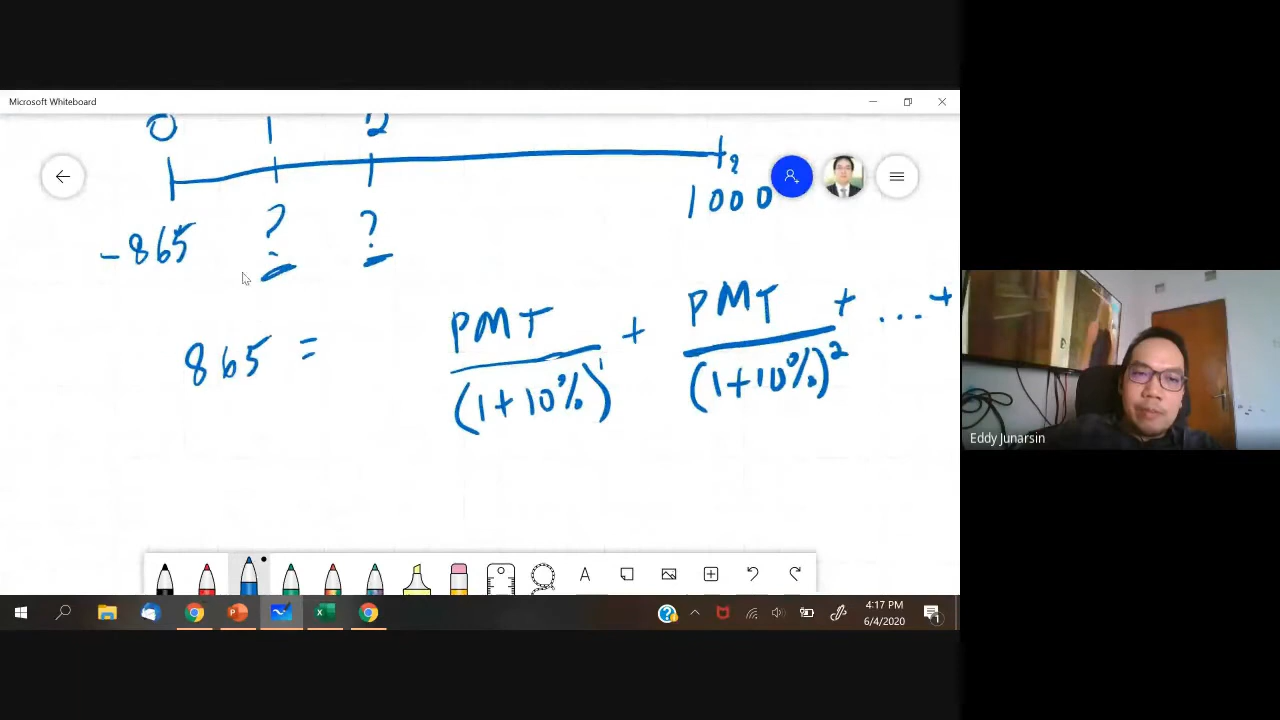 Microsoft Whiteboard
0 1 2
1000
-865 ? ?
865 = PMT/(1+10%)¹ + PMT/(1+10%)² + ... +
Eddy Junarsin
A
4:17 PM
6/4/2020
1